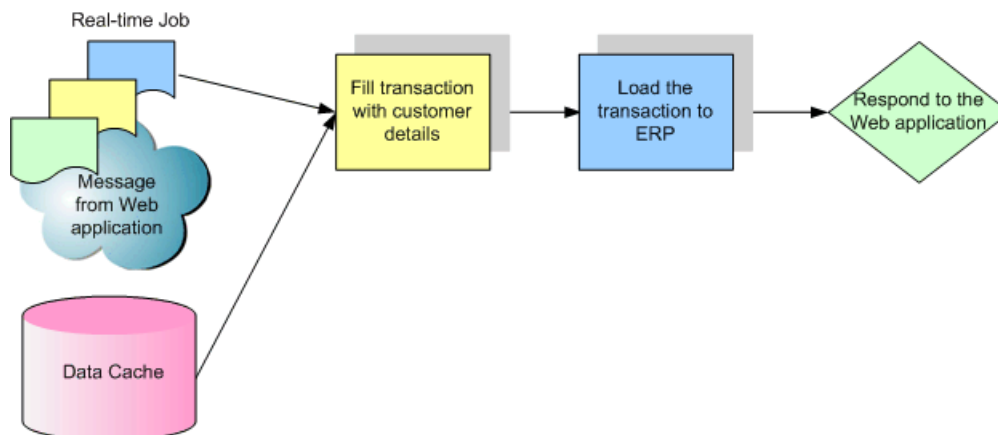 Real-time Job
Message
from Web
application
Data Cache
Fill transaction
with customer
details
Load the
transaction to
ERP
Respond to the
Web application